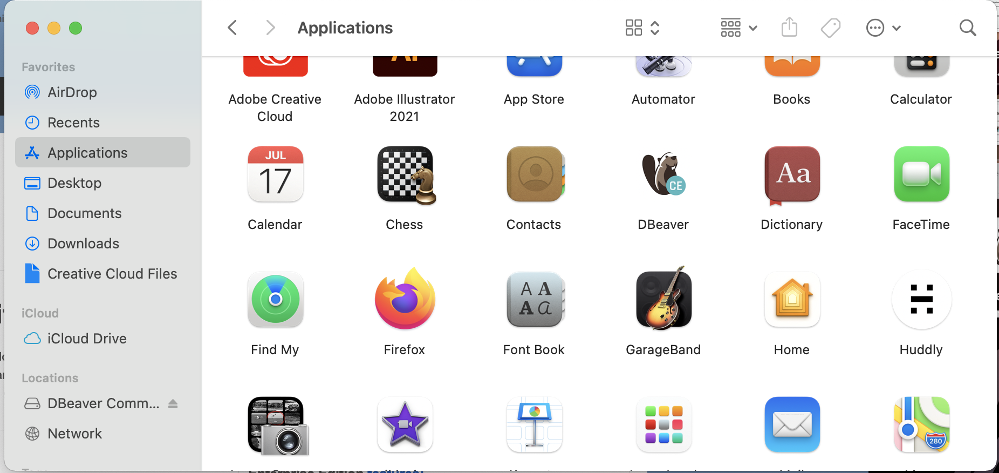 Applications
Favorites
AirDrop
Recents
Applications
Desktop
Documents
Downloads
Creative Cloud Files
iCloud
iCloud Drive
Locations
DBeaver Comm...
Network
Adobe Creative
Cloud
Adobe Illustrator
2021
App Store
Automator
Books
Calculator
JUL
17
CE
Aa
Calendar
Chess
Contacts
DBeaver
Dictionary
FaceTime
A A
A a
Find My
Firefox
Font Book
GarageBand
Home
Huddly
280